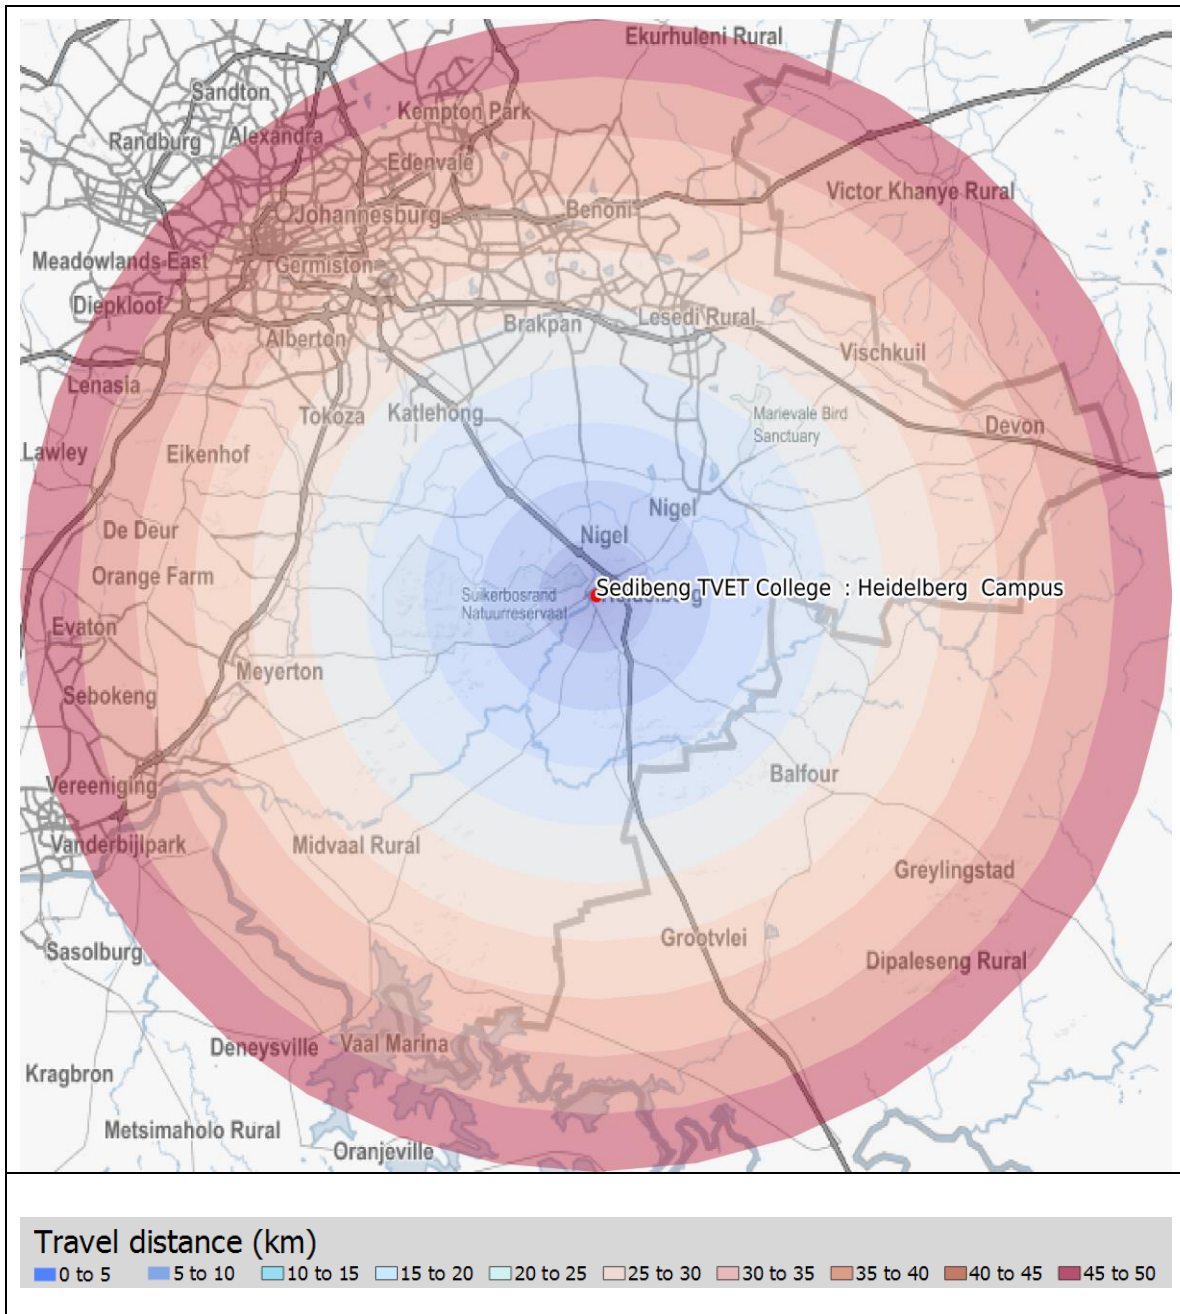 Ekurhuleni Rural
Sandton
Kempton Park
Randburg
Alexandra
Edenvale
Victor Khanye Rural
Johannesburg
Benoni
Meadowlands-East
Germiston
Diepkloof
Brakpan
Lesedi Rural
Alberton
Vischkuil
Lenasia
Tokoza
Katlehong
Marievale Bird
Sanctuary
Devon
Lawley
Eikenhof
Nigel
De Deur
Nigel
Orange Farm
Suikerbosrand
Natuurreservaal
Sedibeng TVET College : Heidelberg Campus
Evaton
Meyerton
Sebokeng
Balfour
Vereeniging
Vanderbijlpark
Midvaal Rural
Greylingstad
Grootvlei
Sasolburg
Dipaleseng Rural
Deneysville
Vaal Marina
Kragbron
Metsimaholo Rural
Oranjeville
Travel distance (km)
0 to 5 5 to 10 10 to 15 15 to 20 20 to 25 25 to 30 30 to 35 35 to 40 40 to 45 45 to 50